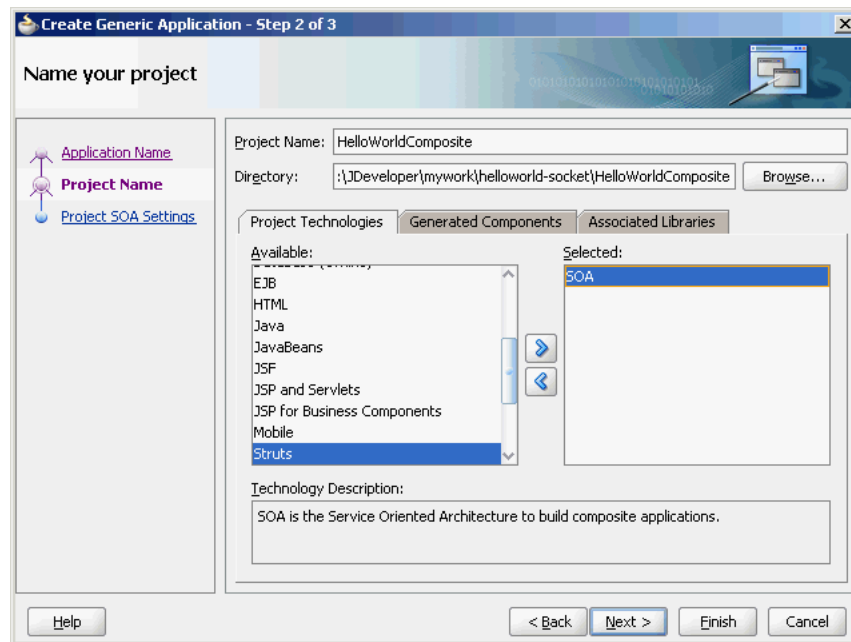 Create Generic Application - Step 2 of 3
Name your project
Application Name
Project Name
Project SOA Settings
Project Name: HelloWorldComposite
Directory: :\JDeveloper\mywork\helloworld-socket\HelloWorldComposite Browse...
Project Technologies Generated Components Associated Libraries
Available:
EJB
HTML
Java
JavaBeans
JSF
JSP and Servlets
JSP for Business Components
Mobile
Struts
Selected:
SOA
Technology Description:
SOA is the Service Oriented Architecture to build composite applications.
Help < Back Next > Finish Cancel